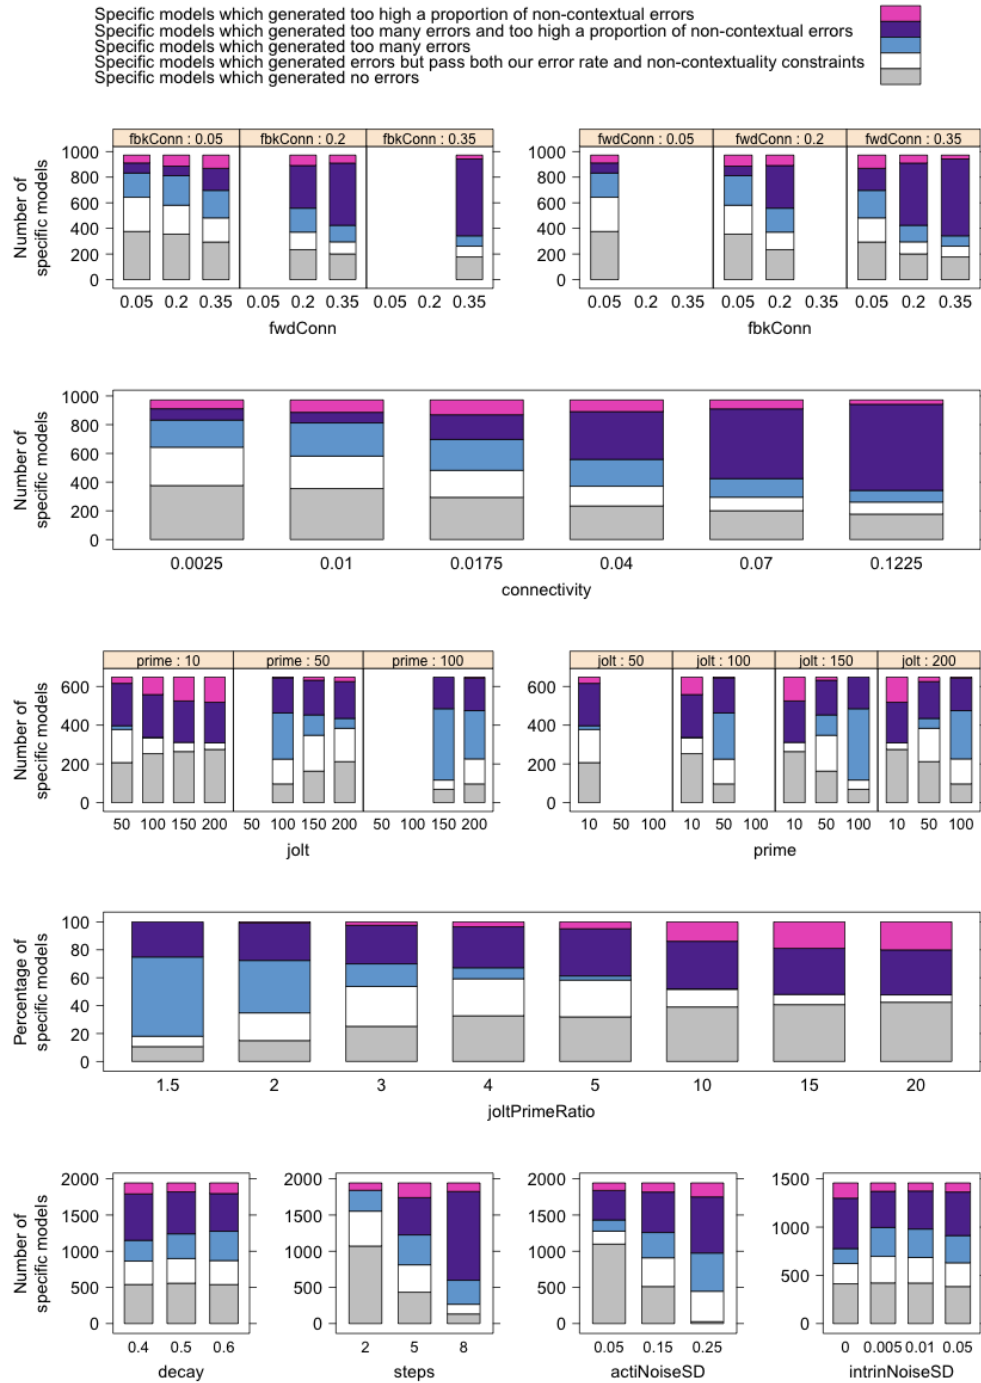 Specific models which generated too high a proportion of non-contextual errors
Specific models which generated too many errors and too high a proportion of non-contextual errors
Specific models which generated too many errors
Specific models which generated errors but pass both our error rate and non-contextuality constraints
Specific models which generated no errors
fbkConn : 0.05 fbkConn : 0.2 fbkConn : 0.35
fwdConn : 0.05 fwdConn : 0.2 fwdConn : 0.35
Number of
specific models
1000
800
600
400
200
0
0.05 0.2 0.35 0.05 0.2 0.35 0.05 0.2 0.35
fwdConn
1000
800
600
400
200
0
0.05 0.2 0.35 0.05 0.2 0.35 0.05 0.2 0.35
fbkConn
Number of
specific models
1000
800
600
400
200
0
0.0025 0.01 0.0175 0.04 0.07 0.1225
connectivity
prime : 10 prime : 50 prime : 100
jolt : 50 jolt : 100 jolt : 150 jolt : 200
Number of
specific models
600
400
200
0
50 100 150 200 50 100 150 200 50 100 150 200
jolt
600
400
200
0
10 50 100 10 50 100 10 50 100 10 50 100
prime
Percentage of
specific models
100
80
60
40
20
0
1.5 2 3 4 5 10 15 20
joltPrimeRatio
Number of
specific models
2000
1500
1000
500
0
0.4 0.5 0.6
decay
2000
1500
1000
500
0
2 5 8
steps
2000
1500
1000
500
0
0.05 0.15 0.25
actiNoiseSD
1500
1000
500
0
0 0.005 0.01 0.05
intrinNoiseSD